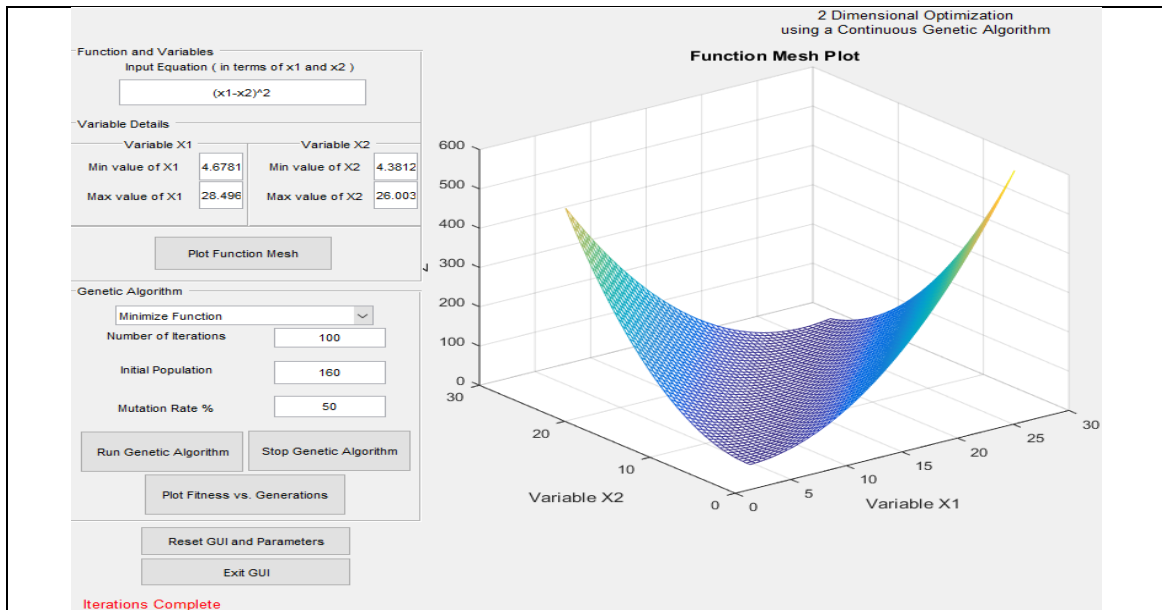 2 Dimensional Optimization
using a Continuous Genetic Algorithm
Function and Variables
Input Equation ( in terms of x1 and x2 )
(x1-x2)^2
Variable Details
Variable X1
Variable X2
Min value of X1
4.6781
Min value of X2
4.3812
Max value of X1
28.496
Max value of X2
26.003
Plot Function Mesh
Genetic Algorithm
Minimize Function
Number of Iterations
100
Initial Population
160
Mutation Rate %
50
Run Genetic Algorithm
Stop Genetic Algorithm
Plot Fitness vs. Generations
Reset GUI and Parameters
Exit GUI
Iterations Complete
Function Mesh Plot
600
500
400
300
200
100
0
30
20
10
0
Variable X2
0
5
10
15
20
25
30
Variable X1